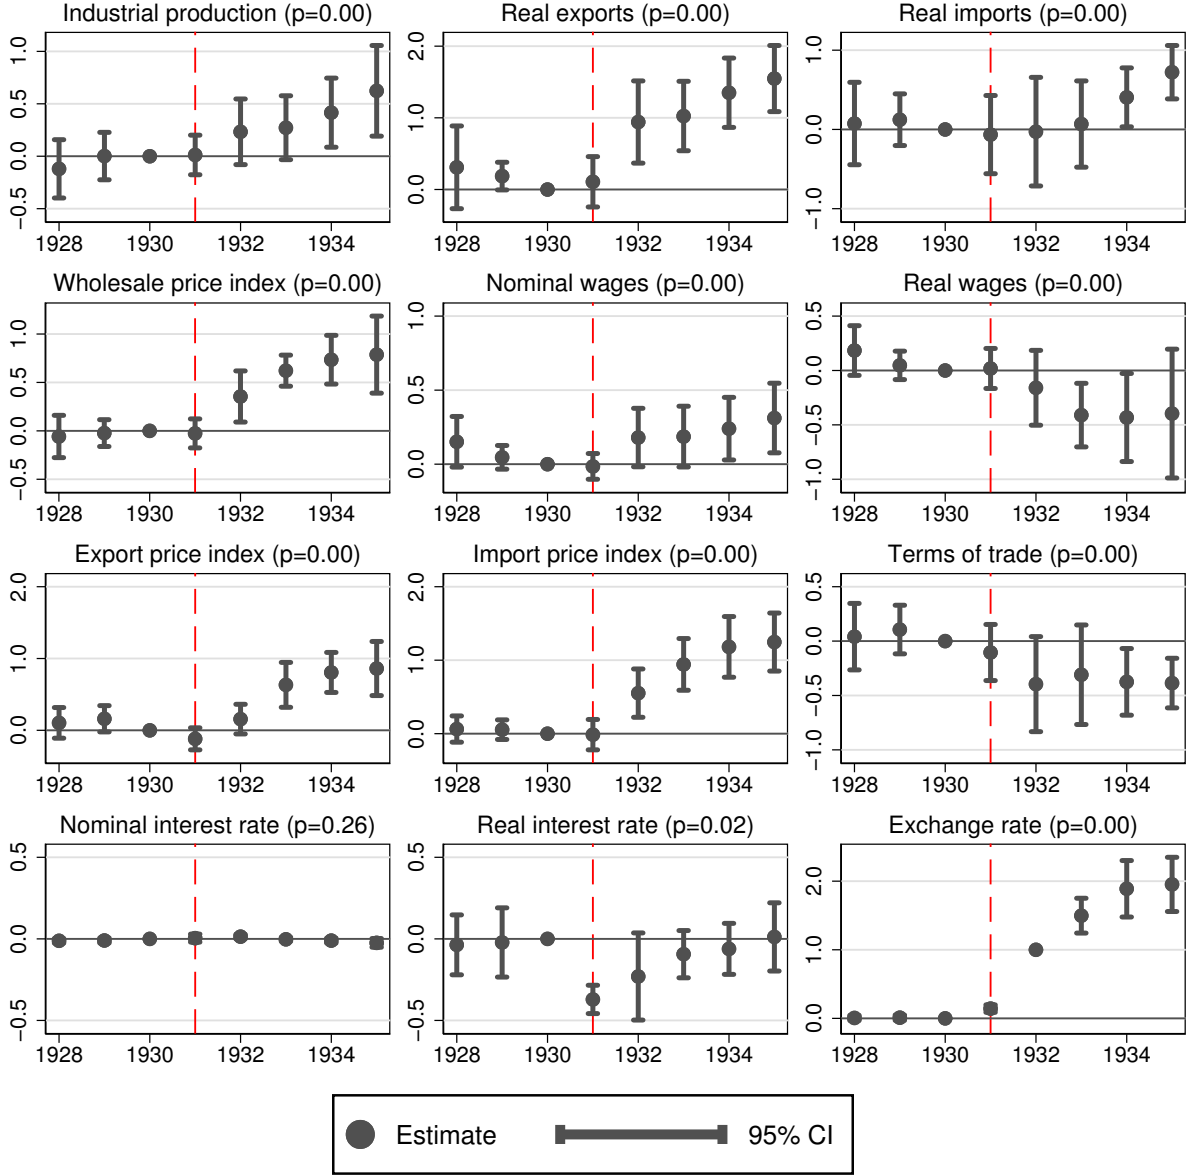 Industrial production (p=0.00)
1.0
0.5
0.0
−0.5
1928 1930 1932 1934
Real exports (p=0.00)
2.0
1.0
0.0
1928 1930 1932 1934
Real imports (p=0.00)
1.0
0.0
−1.0
1928 1930 1932 1934
Wholesale price index (p=0.00)
1.0
0.5
0.0
−0.5
1928 1930 1932 1934
Nominal wages (p=0.00)
1.0
0.5
0.0
1928 1930 1932 1934
Real wages (p=0.00)
0.5
0.0
−0.5
−1.0
1928 1930 1932 1934
Export price index (p=0.00)
2.0
1.0
0.0
1928 1930 1932 1934
Import price index (p=0.00)
2.0
1.0
0.0
1928 1930 1932 1934
Terms of trade (p=0.00)
0.5
0.0
−0.5
−1.0
1928 1930 1932 1934
Nominal interest rate (p=0.26)
0.5
0.0
−0.5
1928 1930 1932 1934
Real interest rate (p=0.02)
0.5
0.0
−0.5
1928 1930 1932 1934
Exchange rate (p=0.00)
2.0
1.0
0.0
1928 1930 1932 1934
Estimate 95% CI